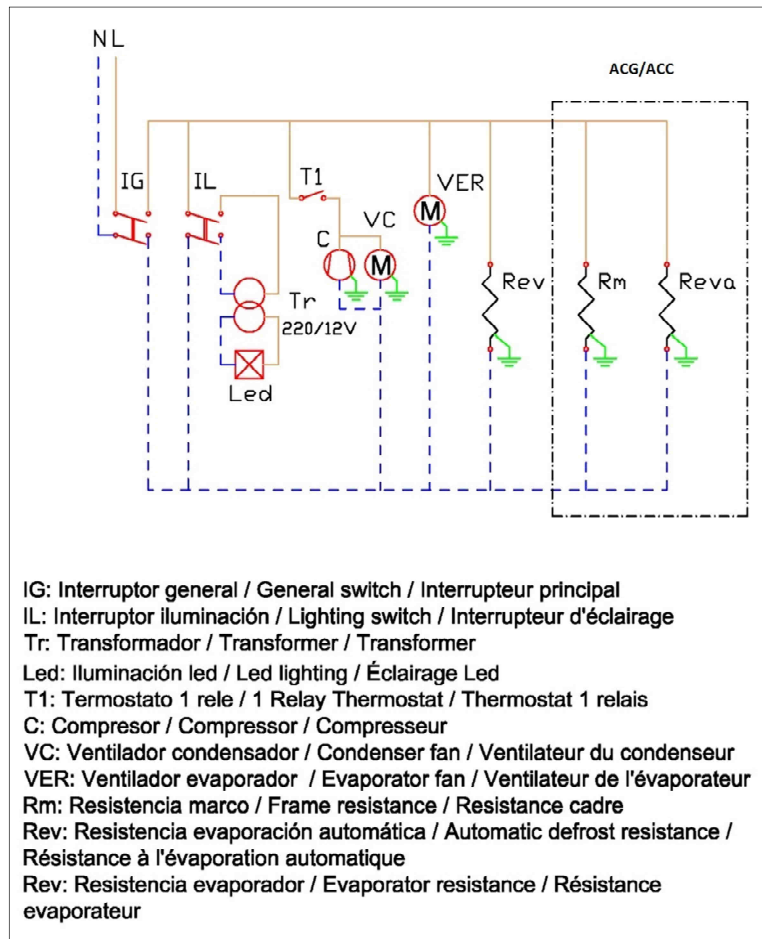 N L
ACG/ACC
IG
IL
T1
VER
VC
C
Rev
Rm
Reva
Tr
220/12V
M
M
Led
IG: Interruptor general / General switch / Interrupteur principal
IL: Interruptor iluminación / Lighting switch / Interrupteur d'éclairage
Tr: Transformador / Transformer / Transformer
Led: Iluminación led / Led lighting / Éclairage Led
T1: Termostato 1 rele / 1 Relay Thermostat / Thermostat 1 relais
C: Compresor / Compressor / Compresseur
VC: Ventilador condensador / Condenser fan / Ventilateur du condenseur
VER: Ventilador evaporador / Evaporator fan / Ventilateur de l'évaporateur
Rm: Resistencia marco / Frame resistance / Resistance cadre
Rev: Resistencia evaporación automática / Automatic defrost resistance /
Résistance à l'évaporation automatique
Rev: Resistencia evaporador / Evaporator resistance / Résistance
evaporateur